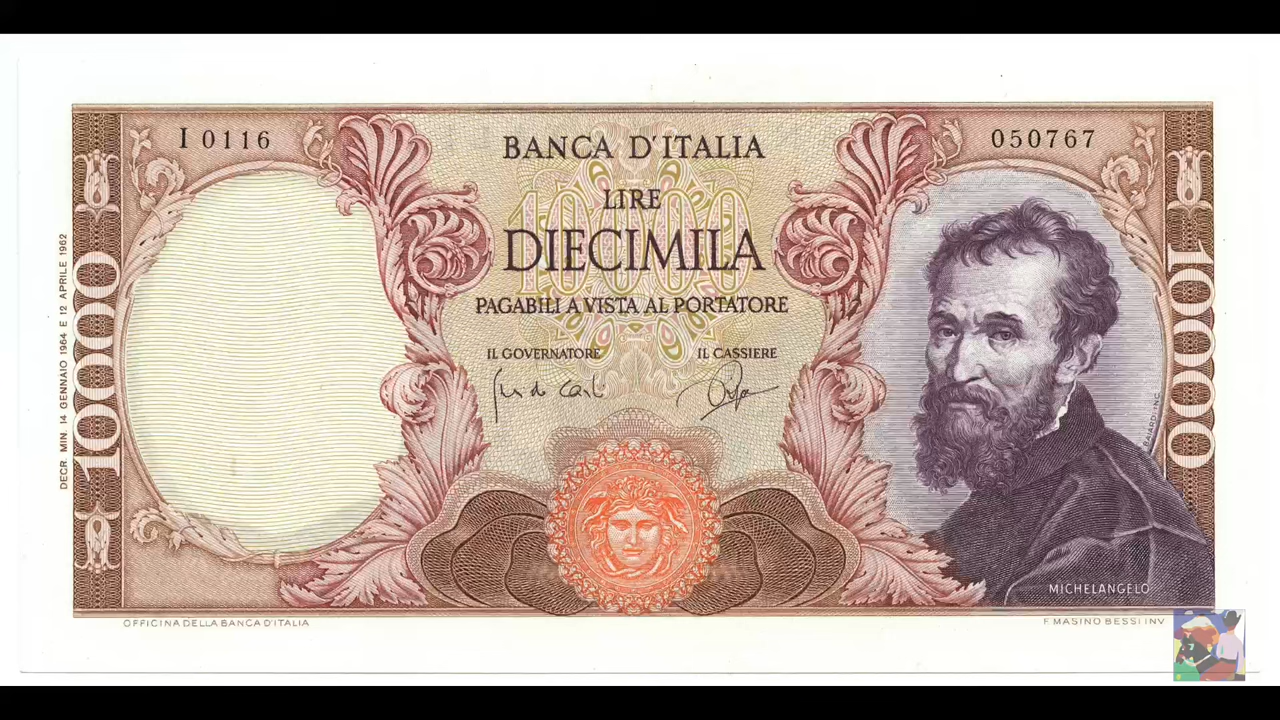 I 0116
050767
BANCA D'ITALIA
LIRE
10000
DIECIMILA
PAGABILI A VISTA AL PORTATORE
IL GOVERNATORE
IL CASSIERE
DECR. MIN. 14 GENNAIO 1964 E 12 APRILE 1962
10000
10000
MICHELANGELO
OFFICINA DELLA BANCA D'ITALIA
F. MASINO BESSI INV